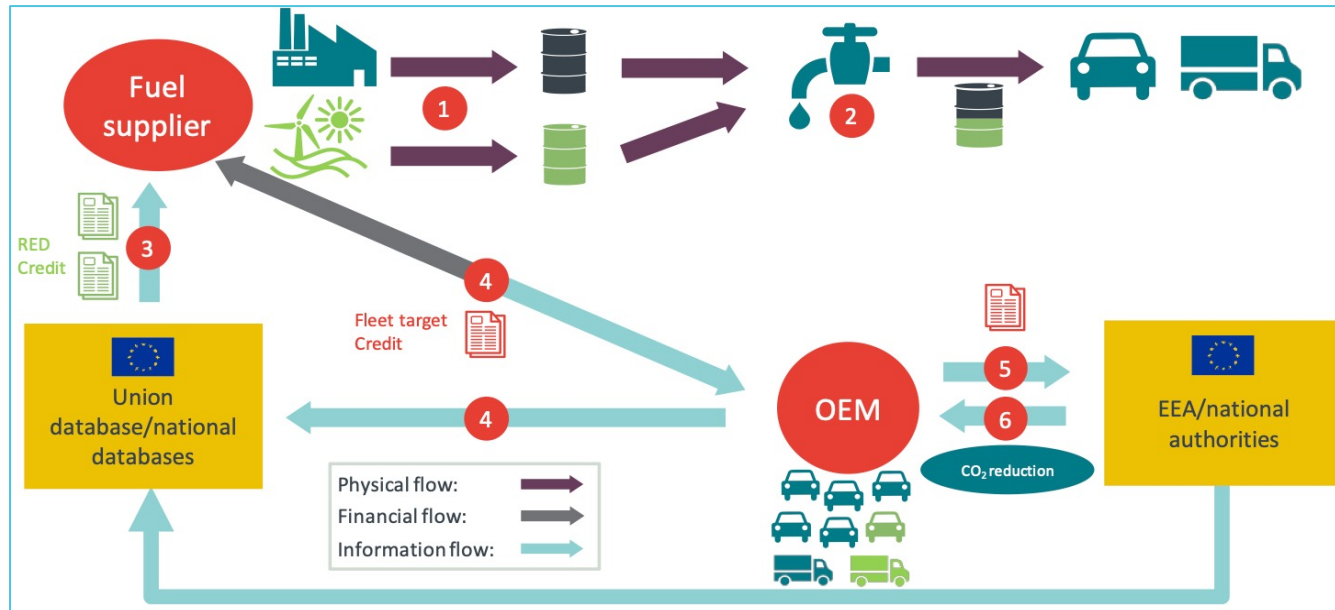 Fuel
supplier
1
2
RED
Credit
3
4
Fleet target
Credit
5
Union
database/national
databases
4
OEM
6
EEA/national
authorities
CO₂ reduction
Physical flow:
Financial flow:
Information flow: